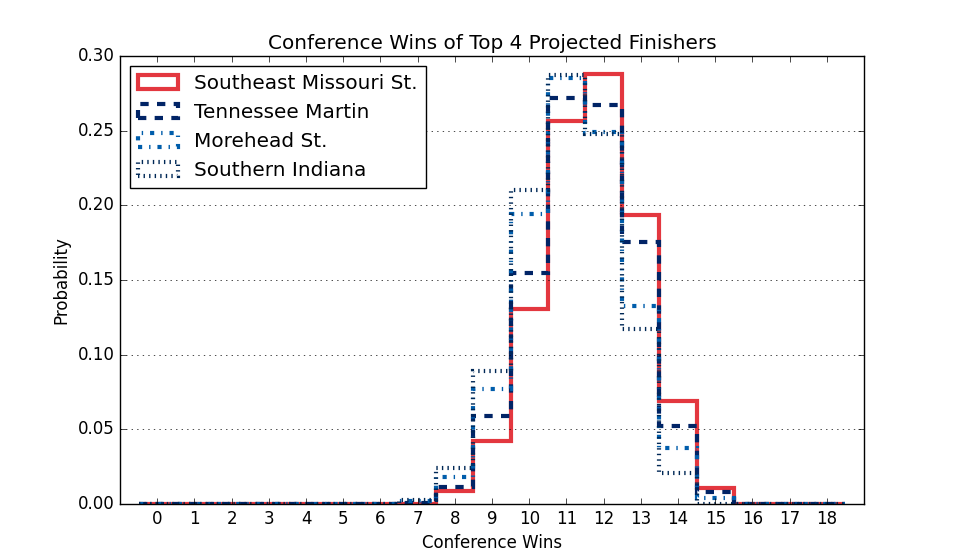 Conference Wins of Top 4 Projected Finishers
0.30
0.25
0.20
0.15
0.10
0.05
0.00
Probability
Southeast Missouri St.
Tennessee Martin
Morehead St.
Southern Indiana
0 1 2 3 4 5 6 7 8 9 10 11 12 13 14 15 16 17 18
Conference Wins